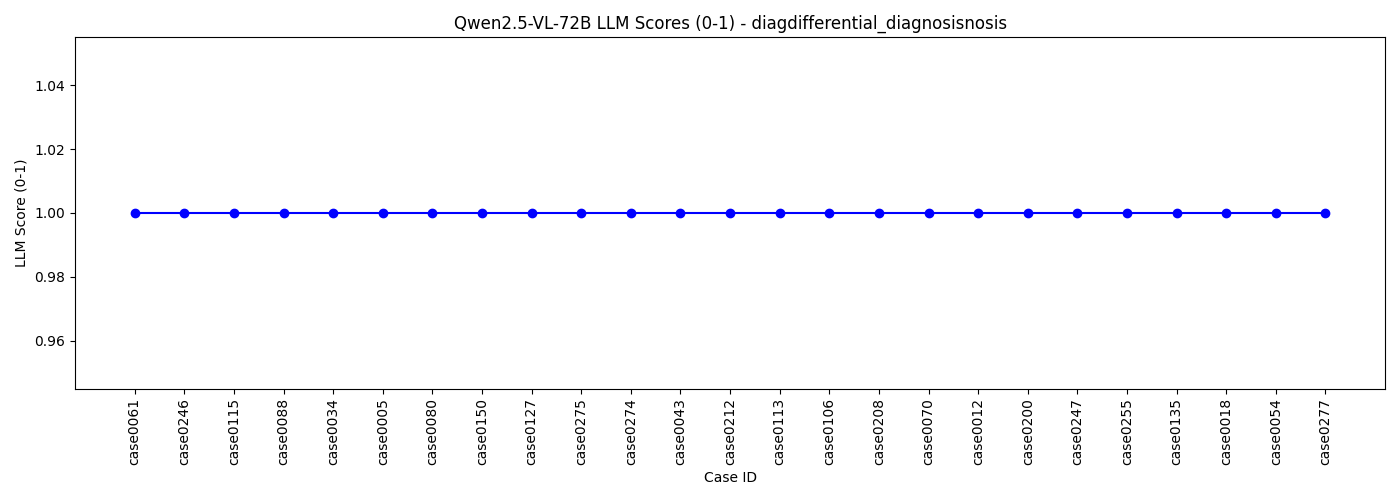 Qwen2.5-VL-72B LLM Scores (0-1) - diagdifferential_diagnosisnosis
LLM Score (0-1)
1.04
1.02
1.00
0.98
0.96
case0061
case0246
case0115
case0088
case0034
case0005
case0080
case0150
case0127
case0275
case0274
case0043
case0212
case0113
case0106
case0208
case0070
case0012
case0200
case0247
case0255
case0135
case0018
case0054
case0277
Case ID